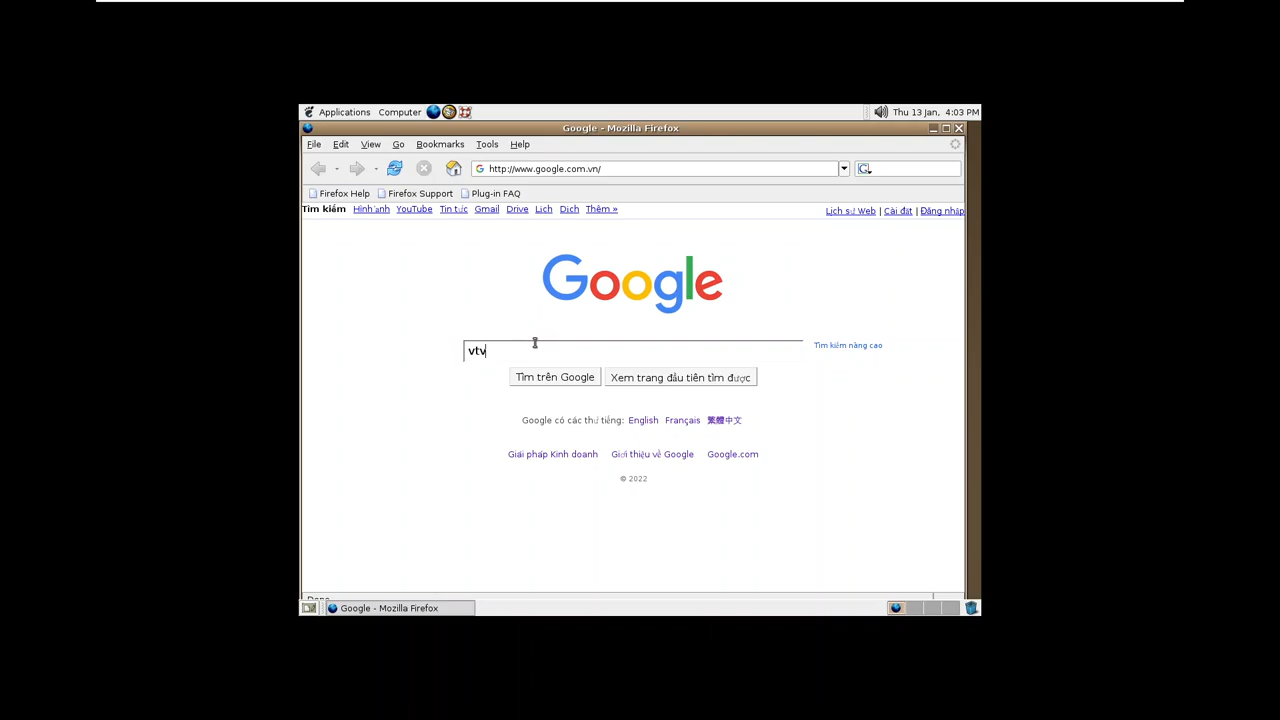 Applications Computer Thu 13 Jan, 4:03 PM
Google - Mozilla Firefox
File Edit View Go Bookmarks Tools Help
http://www.google.com.vn/
Firefox Help Firefox Support Plug-in FAQ
Tìm kiếm Hình ảnh YouTube Tin tức Gmail Drive Lịch Dịch Thêm » Lịch sử Web | Cài đặt | Đăng nhập
Google
vtv
Tìm kiếm nâng cao
Tìm trên Google Xem trang đầu tiên tìm được
Google có các thứ tiếng: English Français 繁體中文
Giải pháp Kinh doanh Giới thiệu về Google Google.com
© 2022
Done
Google - Mozilla Firefox